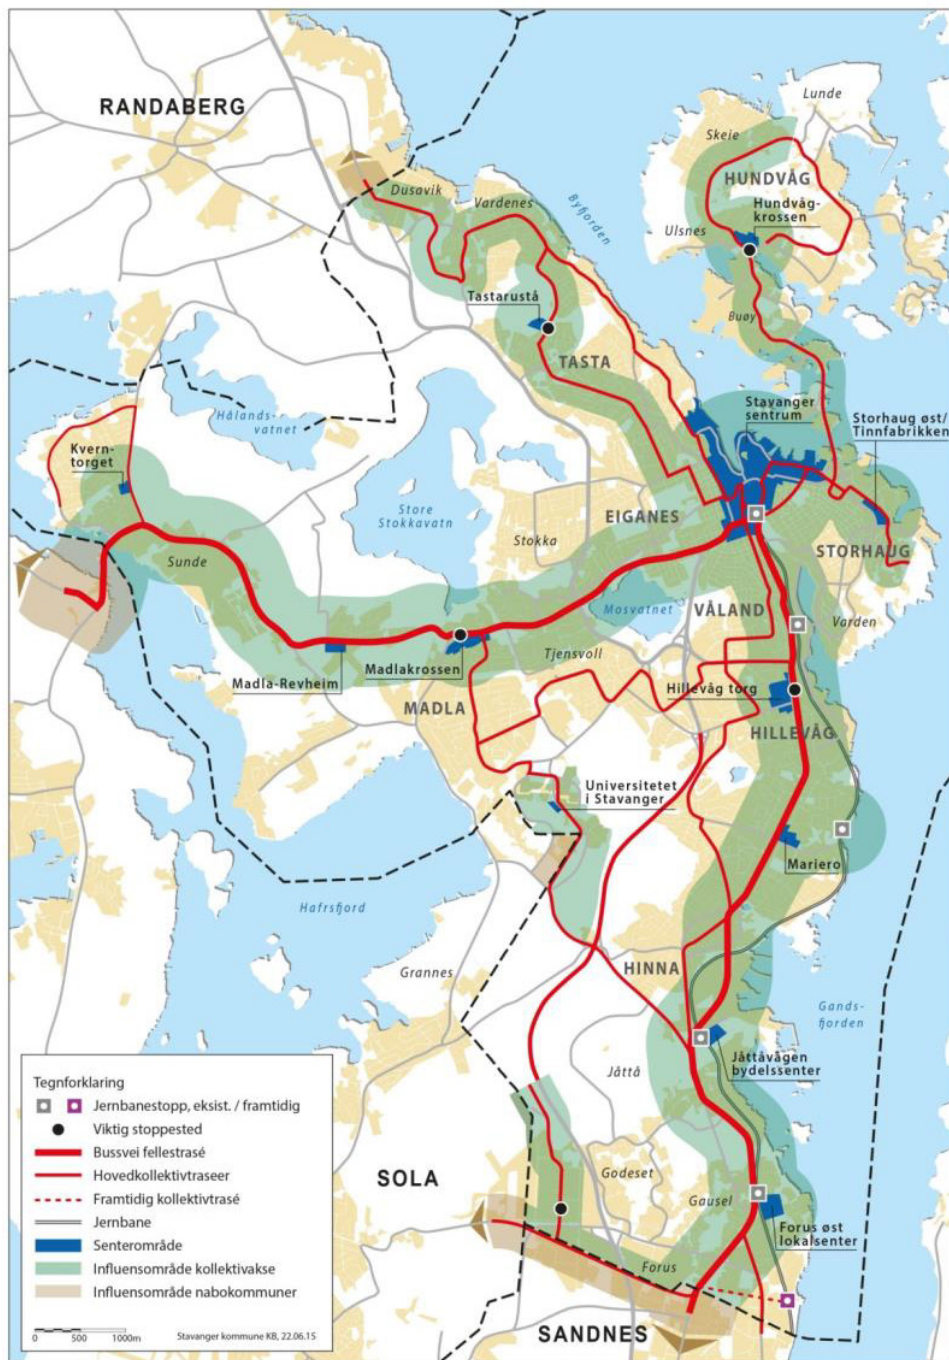 RANDABERG
Lunde
Skeie
HUNDVÅG
Hundvåg-
krossen
Dusavik
Vardenes
Byfjorden
Ulsnes
Buøy
Tastarustå
TASTA
Stavanger
sentrum
Storhaug øst/
Tinnfabrikken
Hålands-
vatnet
Kvern-
torget
Store
Stokkavatn
EIGANES
Stokka
STORHAUG
Sunde
Mosvatnet
VÅLAND
Varden
Madla-Revheim
Madlakrossen
Tjensvoll
MADLA
Hillevåg torg
HILLEVÅG
Universitetet
i Stavanger
Mariero
Hafrsfjord
Grannes
HINNA
Gands-
fjorden
Jåttå
Jåttåvågen
bydelssenter
SOLA
Godeset
Gausel
Forus øst
lokalsenter
Forus
SANDNES
Tegnforklaring
Jernbanestopp, eksist. / framtidig
Viktig stoppested
Bussvei fellestrasé
Hovedkollektivtraseer
Framtidig kollektivtrasé
Jernbane
Senterområde
Influensområde kollektivakse
Influensområde nabokommuner
0 500 1000m
Stavanger kommune KB, 22.06.15